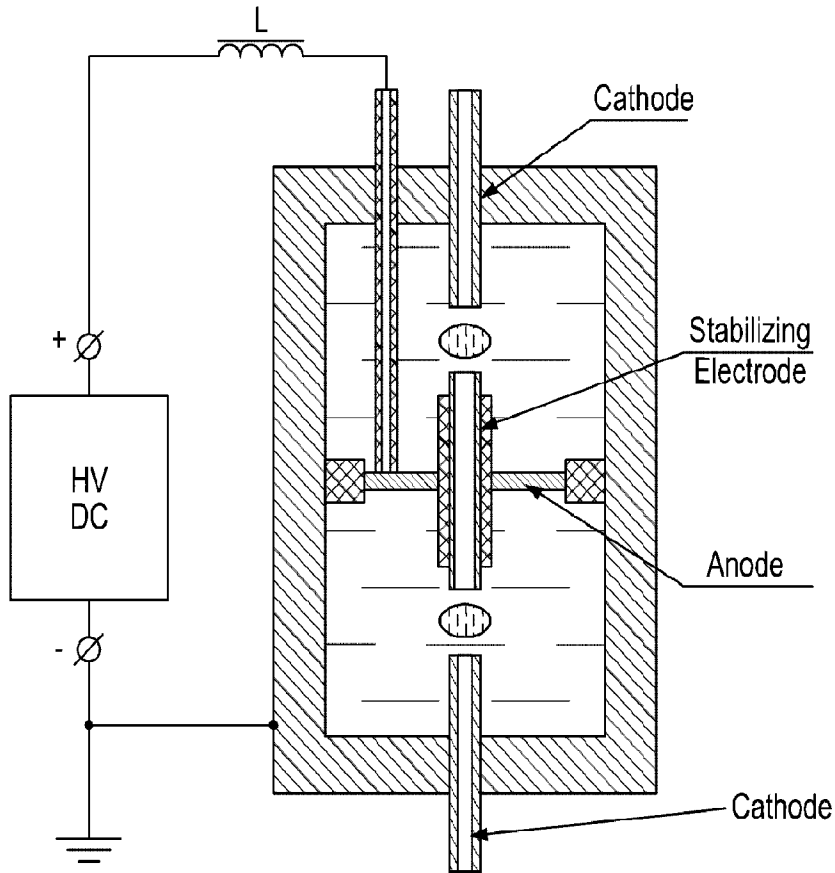 L
Cathode
+
Stabilizing
Electrode
HV
DC
Anode
-
Cathode